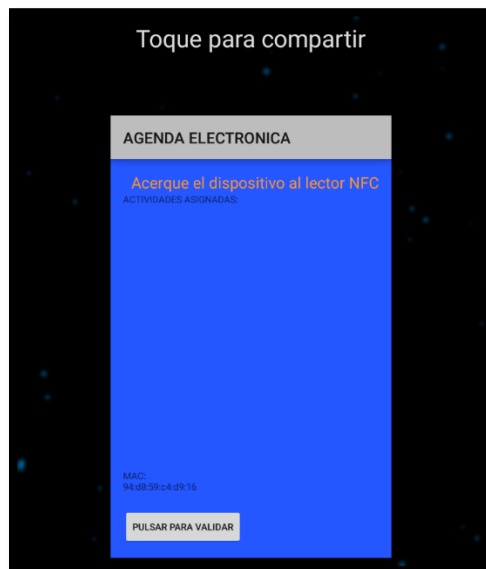 Toque para compartir
AGENDA ELECTRONICA
Acerque el dispositivo al lector NFC
ACTIVIDADES ASIGNADAS:
MAC:
94:d8:59:c4:d9:16
PULSAR PARA VALIDAR